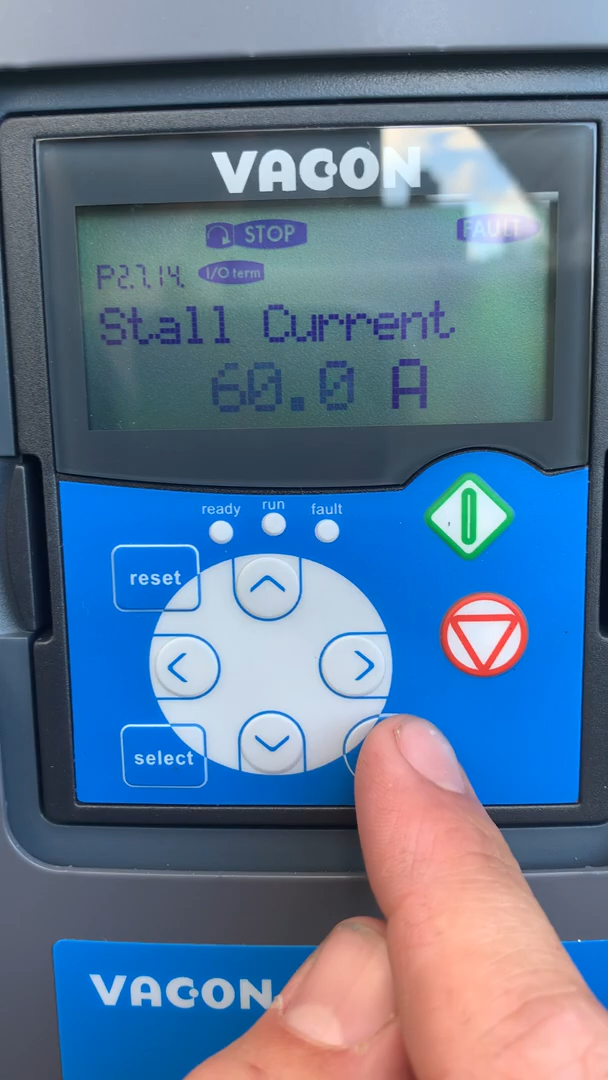 VACON
STOP FAULT
P2.7.14. I/O term
Stall Current
60.0 A
ready run fault
reset
select
VACON